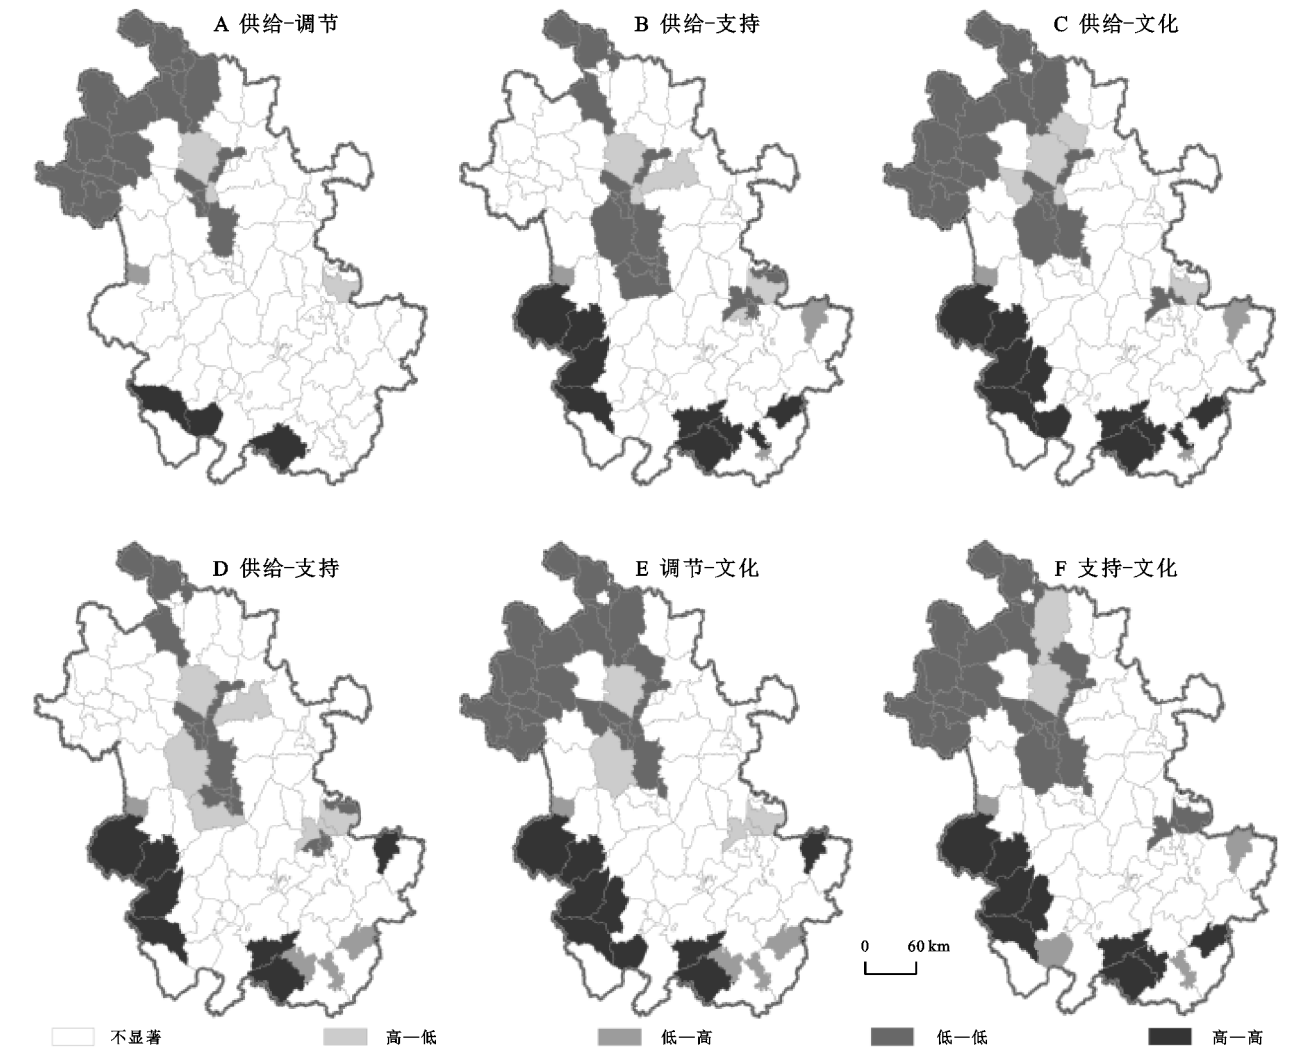 A 供给-调节
B 供给-支持
C 供给-文化
D 供给-支持
E 调节-文化
F 支持-文化
0 60 km
不显著
高—低
低—高
低—低
高—高